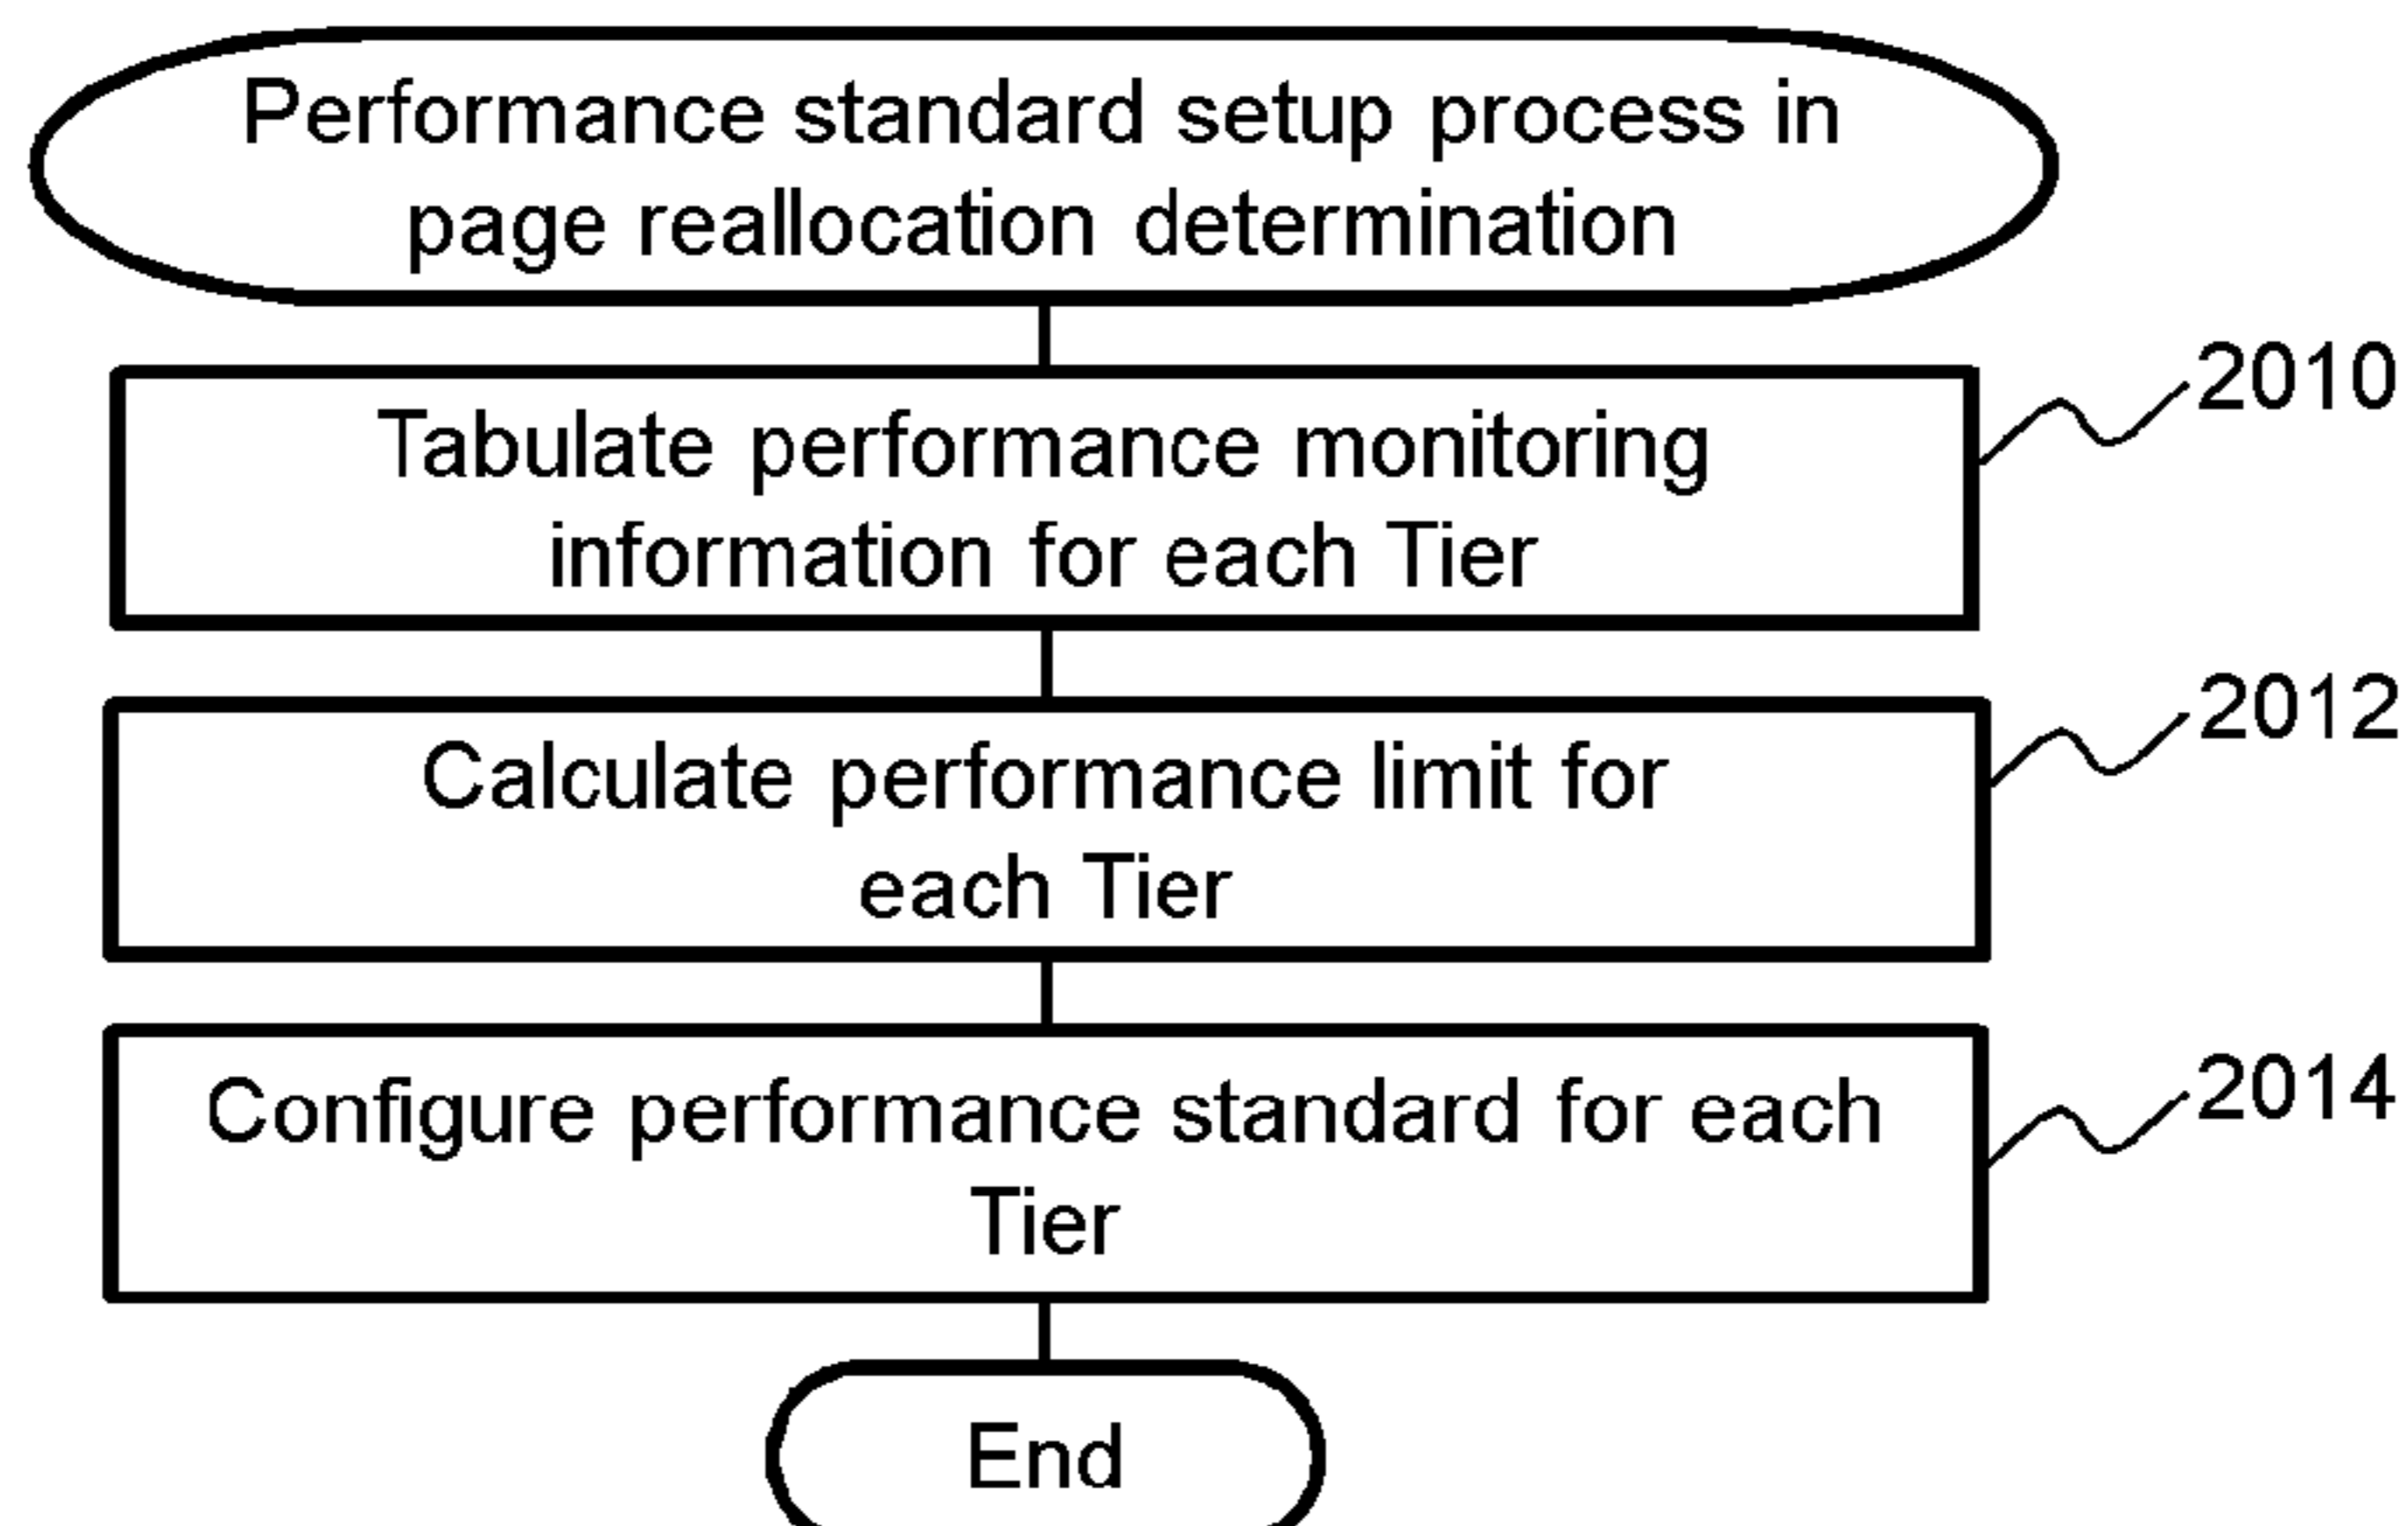 Performance standard setup process in
page reallocation determination
2010
Tabulate performance monitoring
information for each Tier
2012
Calculate performance limit for
each Tier
2014
Configure performance standard for each
Tier
End